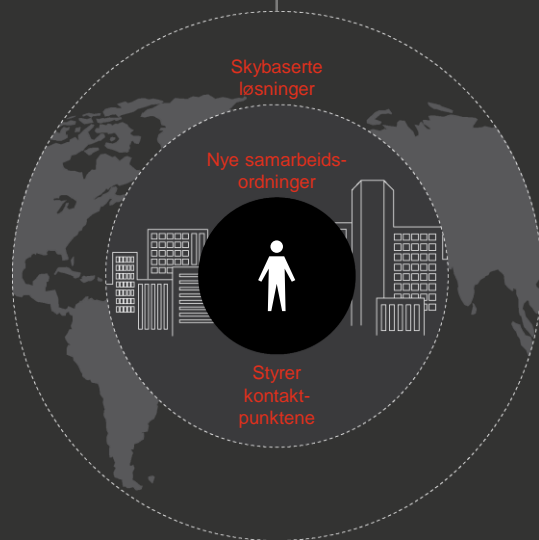 Skybaserte
løsninger
Nye samarbeids-
ordninger
Styrer
kontakt-
punktene